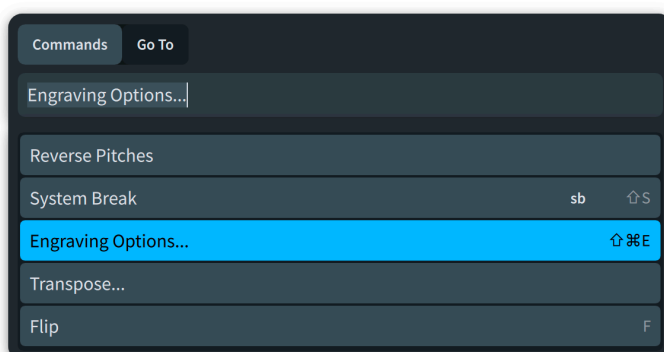 Commands Go To
Engraving Options...
Reverse Pitches
System Break sb ⇧S
Engraving Options... ⇧⌘E
Transpose...
Flip F